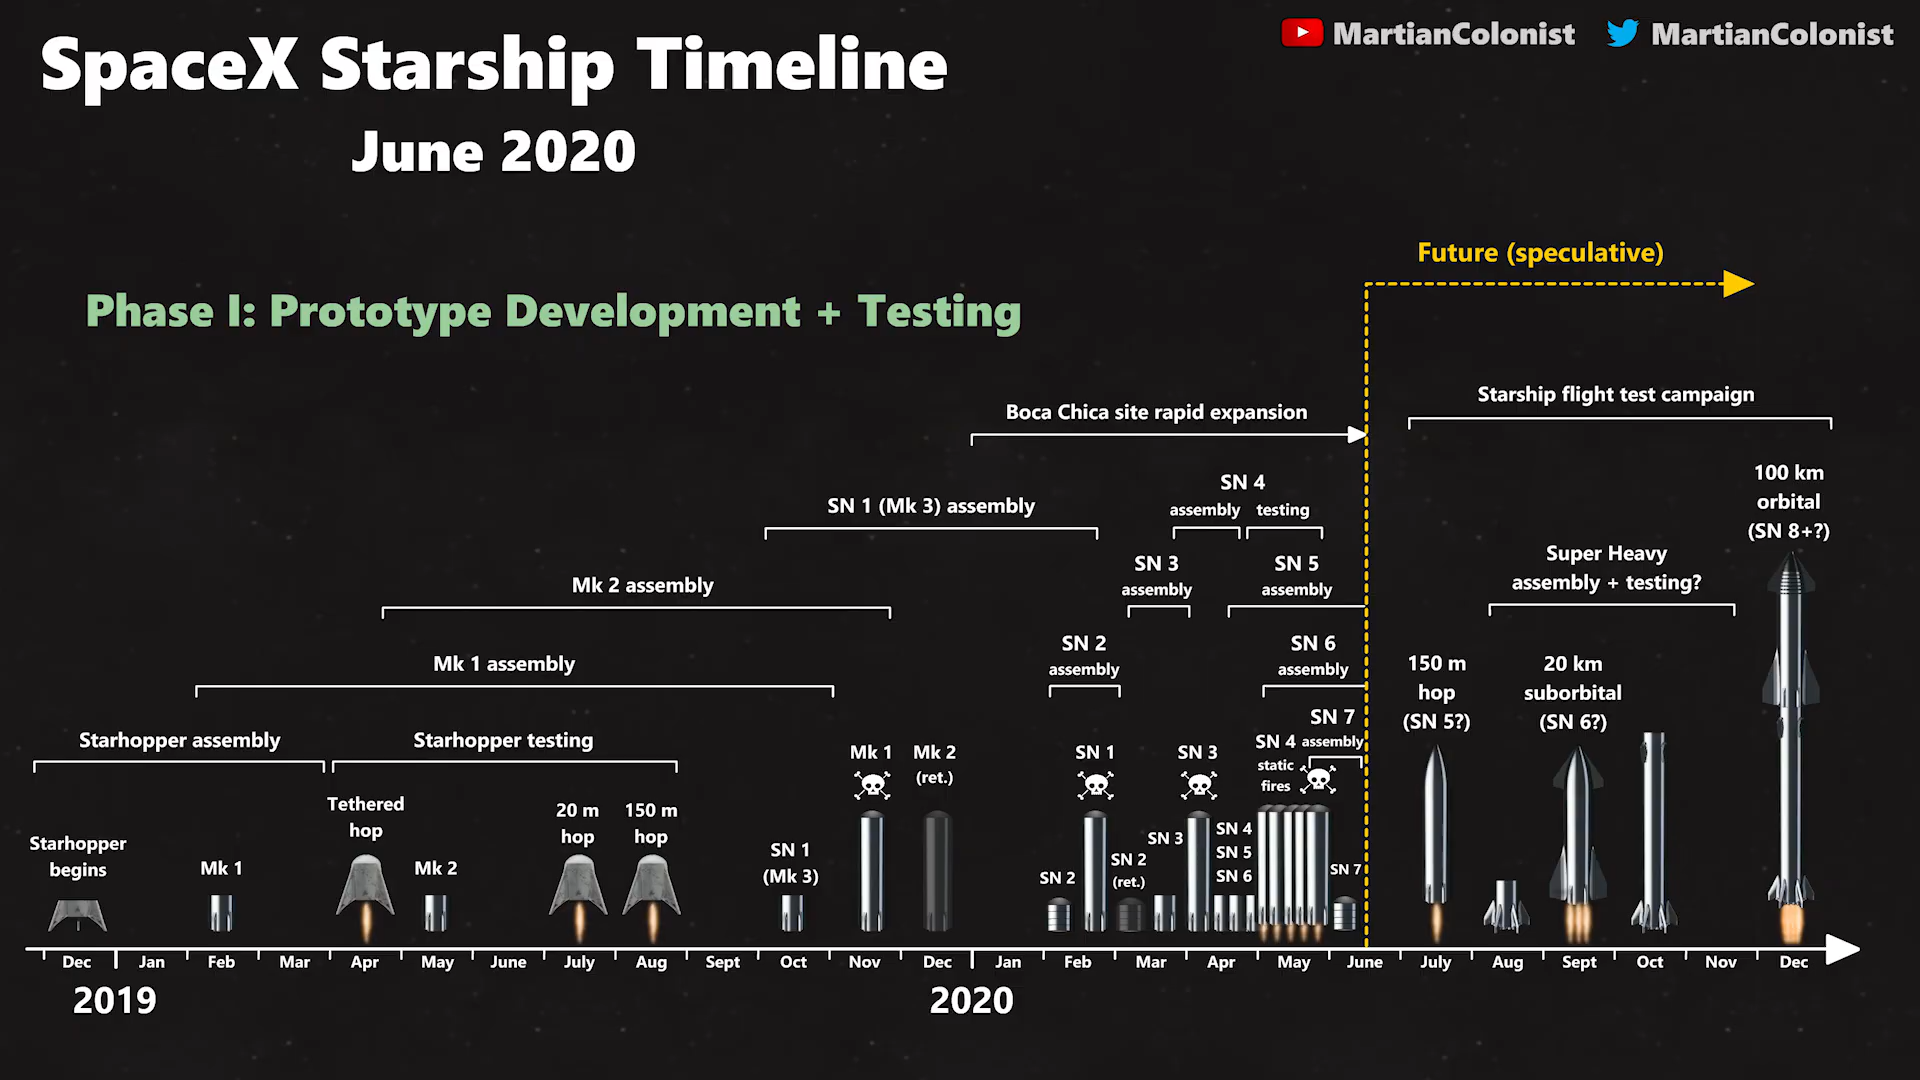 SpaceX Starship Timeline
June 2020
MartianColonist
MartianColonist
Future (speculative)
Phase I: Prototype Development + Testing
Starship flight test campaign
Boca Chica site rapid expansion
SN 4
assembly testing
SN 1 (Mk 3) assembly
100 km
orbital
(SN 8+?)
SN 3
assembly
SN 5
assembly
Super Heavy
assembly + testing?
Mk 2 assembly
SN 2
assembly
SN 6
assembly
Mk 1 assembly
150 m
hop
(SN 5?)
20 km
suborbital
(SN 6?)
SN 7
assembly
Starhopper assembly
Starhopper testing
Mk 1
Mk 2
(ret.)
SN 1
SN 3
SN 4
static
fires
Tethered
hop
20 m
hop
150 m
hop
Starhopper
begins
Mk 1
Mk 2
SN 1
(Mk 3)
SN 2
SN 2
(ret.)
SN 3
SN 4
SN 5
SN 6
SN 7
Dec Jan Feb Mar Apr May June July Aug Sept Oct Nov Dec Jan Feb Mar Apr May June July Aug Sept Oct Nov Dec
2019
2020